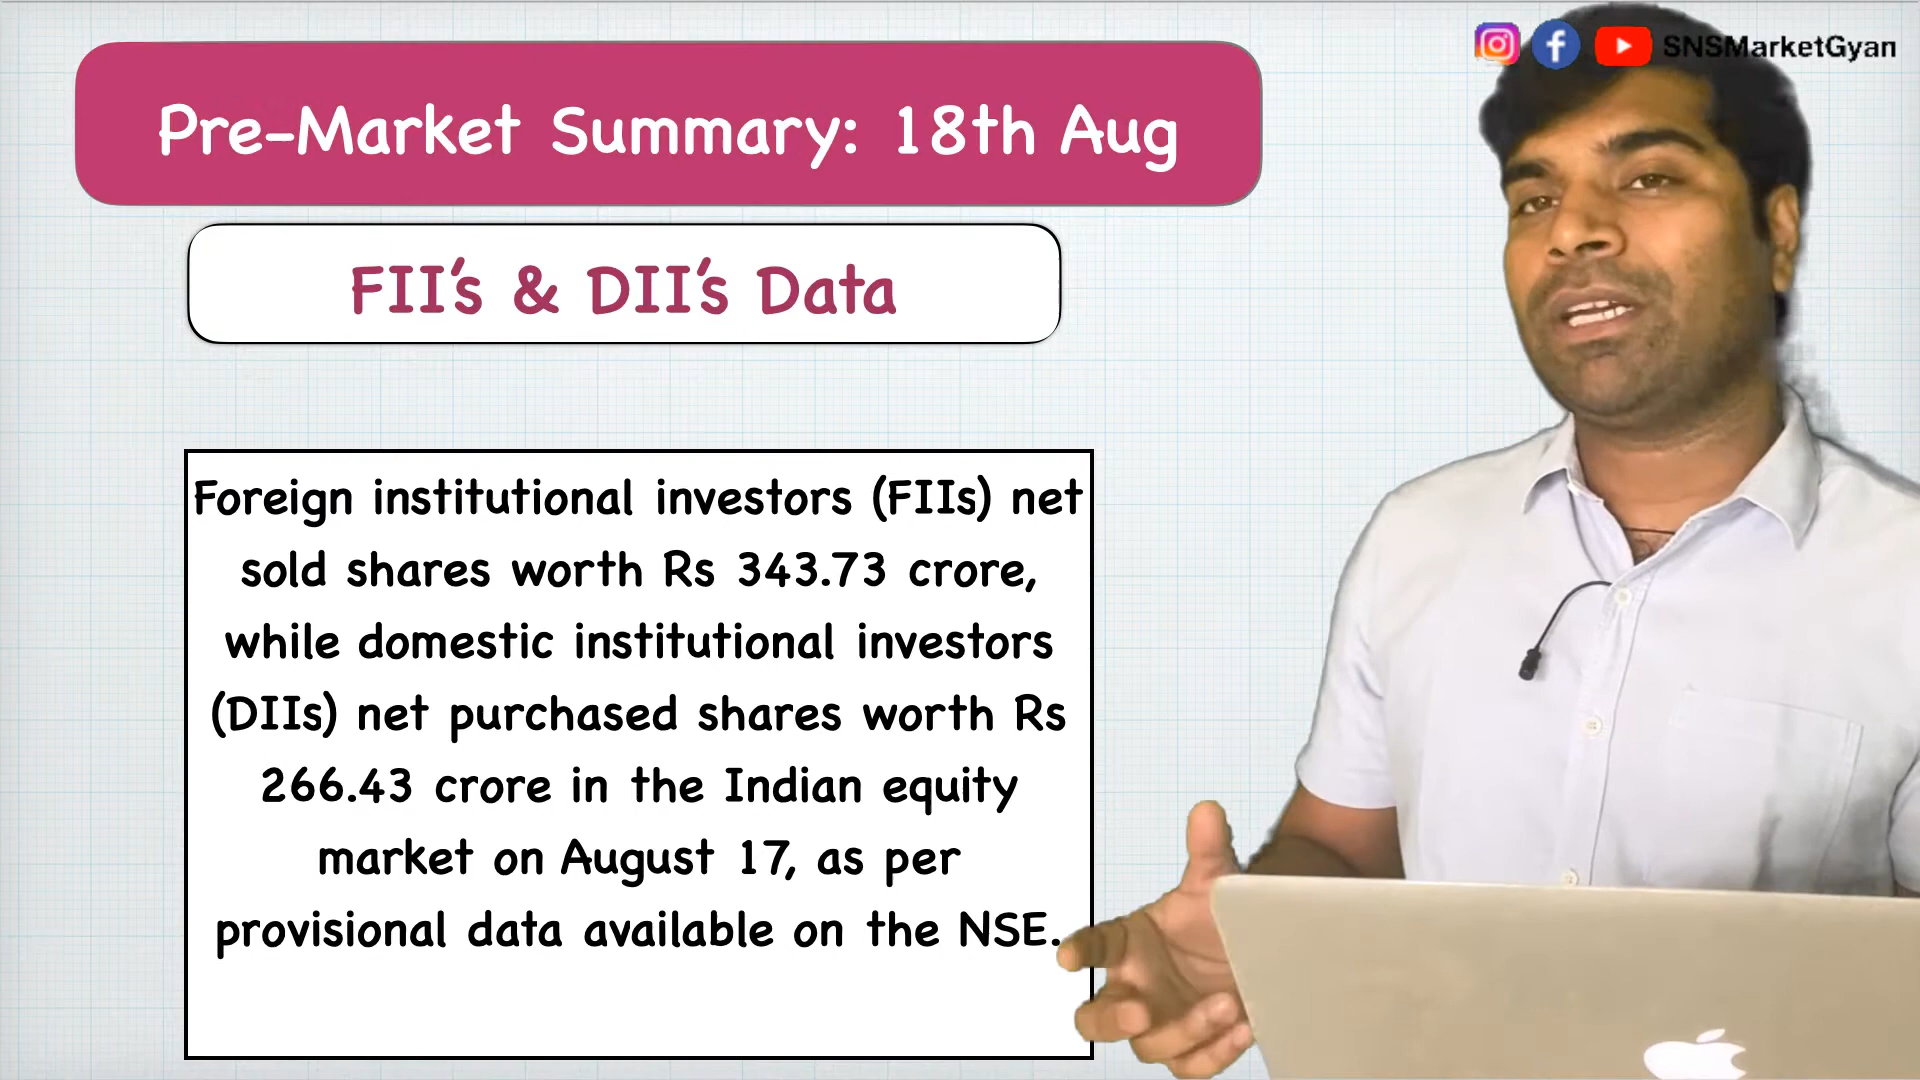 SNSMarketGyan
Pre-Market Summary: 18th Aug
FII's & DII's Data
Foreign institutional investors (FIIs) net
sold shares worth Rs 343.73 crore,
while domestic institutional investors
(DIIs) net purchased shares worth Rs
266.43 crore in the Indian equity
market on August 17, as per
provisional data available on the NSE.